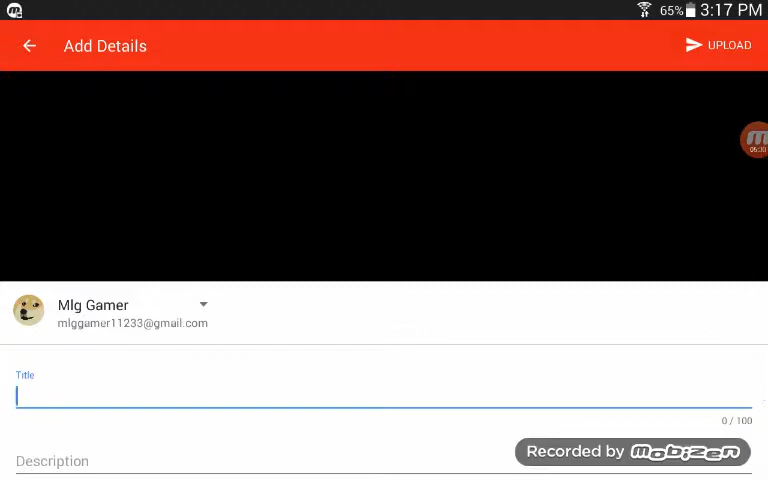 65% 3:17 PM
Add Details
UPLOAD
Mlg Gamer
mlggamer11233@gmail.com
Title
0 / 100
Description
Recorded by mobizen